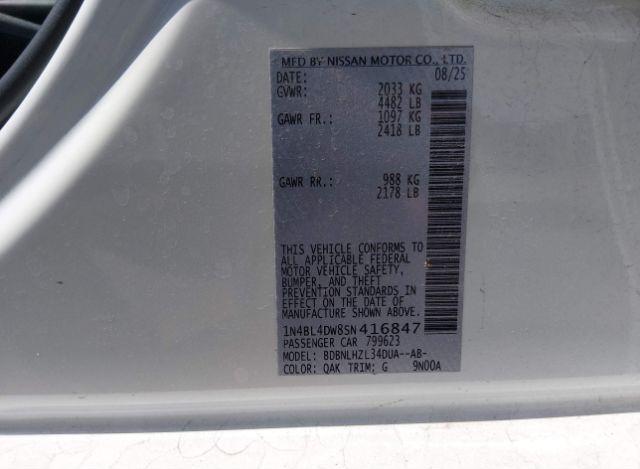 MFD BY NISSAN MOTOR CO., LTD.
DATE: 08/25
GVWR: 2033 KG
4482 LB
GAWR FR.: 1097 KG
2418 LB
GAWR RR.: 988 KG
2178 LB
THIS VEHICLE CONFORMS TO
ALL APPLICABLE FEDERAL
MOTOR VEHICLE SAFETY,
BUMPER, AND THEFT
PREVENTION STANDARDS IN
EFFECT ON THE DATE OF
MANUFACTURE SHOWN ABOVE.
1N4BL4DW8SN416847
PASSENGER CAR 799623
MODEL: BDBNLHZL34DUA--AB-
COLOR: QAK TRIM; G 9N00A